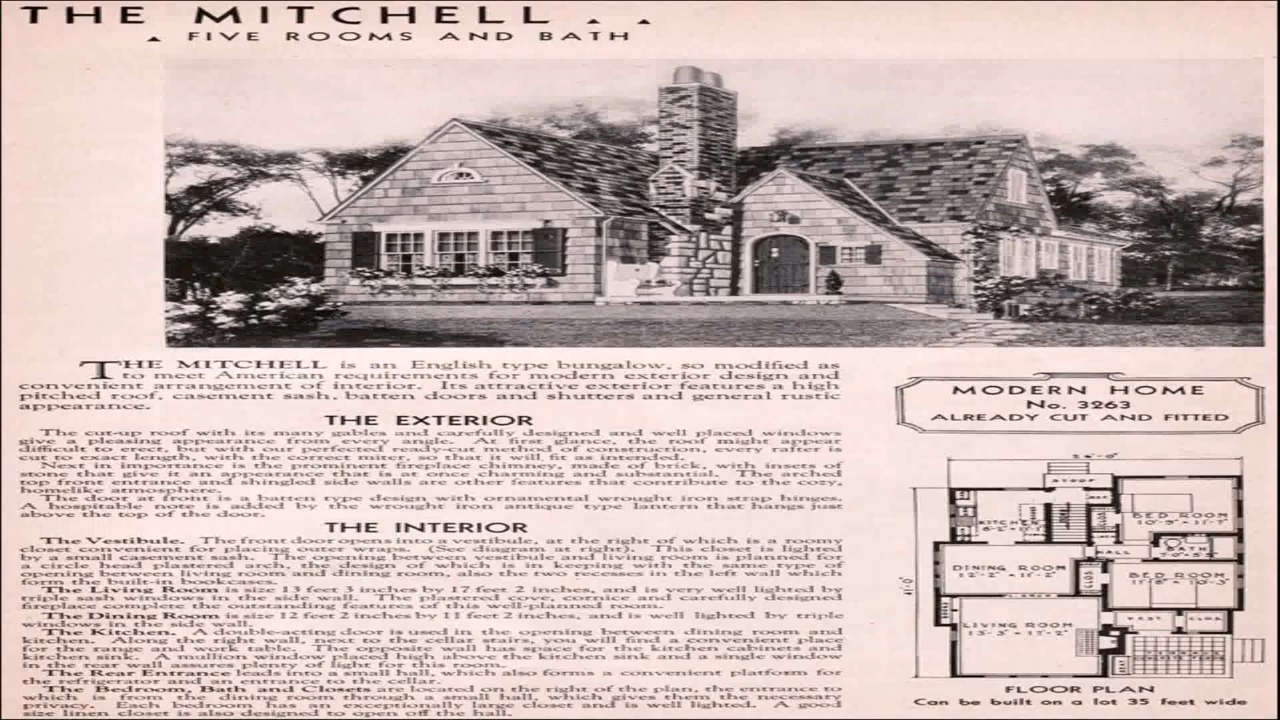 THE MITCHELL
FIVE ROOMS AND BATH
THE MITCHELL is an English type bungalow, so modified as
to meet American requirements for modern exterior design and
convenient arrangement of interior. Its attractive exterior features a high
pitched roof, casement sash, batten doors and shutters and general rustic
appearance.
THE EXTERIOR
The cut-up roof with its many gables and carefully designed and well placed windows
give a pleasing appearance from every angle. At first glance, the roof might appear
difficult to erect, but with our perfected ready-cut method of construction, every rafter is
cut to exact length, with the correct miter, so that it will fit as intended.
Next in importance is the prominent fireplace chimney, made of brick, with insets of
stone that give it an appearance that is at once charming and substantial. The arched
top front entrance and shingled side walls are other features that contribute to the cozy,
homelike atmosphere.
The door at front is a batten type design with ornamental wrought iron strap hinges.
A hospitable note is added by the wrought iron antique type lantern that hangs just
above the top of the door.
THE INTERIOR
The Vestibule. The front door opens into a vestibule, at the right of which is a roomy
closet convenient for placing outer wraps. (See diagram at right). This closet is lighted
by a small casement sash. The opening between vestibule and living room is planned for
a circle head plastered arch, the design of which is in keeping with the same type of
opening between living room and dining room, also the two recesses in the left wall which
form the built-in bookcases.
The Living Room is size 13 feet 3 inches by 17 feet 2 inches, and is very well lighted by
triple sash windows in the side wall. The plastered cove, cornice and carefully designed
fireplace complete the outstanding features of this well-planned room.
The Dining Room is size 12 feet 2 inches by 11 feet 2 inches, and is well lighted by triple
windows in the side wall.
The Kitchen. A double-acting door is used in the opening between dining room and
kitchen. Along the right wall, next to the cellar stairs, you will find a convenient place
for the range and work table. The opposite wall has space for the kitchen cabinets and
kitchen sink. A mullion window placed high above the kitchen sink and a single window
in the rear wall assures plenty of light for this room.
The Rear Entrance leads into a small hall, which also forms a convenient platform for
the refrigerator and an entrance to the cellar.
The Bedroom, Bath and Closets are located on the right of the plan, the entrance to
which is from the dining room through a small hall, which gives them the necessary
privacy. Each bedroom has an exceptionally large closet and is well lighted. A good
size linen closet is also designed to open off the hall.
MODERN HOME
No. 3263
ALREADY CUT AND FITTED
STOOP
KITCHEN
BED ROOM
BATH
HALL
DINING ROOM
12'-2" × 11'-2"
CLOS.
BED ROOM
LIVING ROOM
13'-3" × 17'-2"
VEST.
FLOOR PLAN
Can be built on a lot 35 feet wide